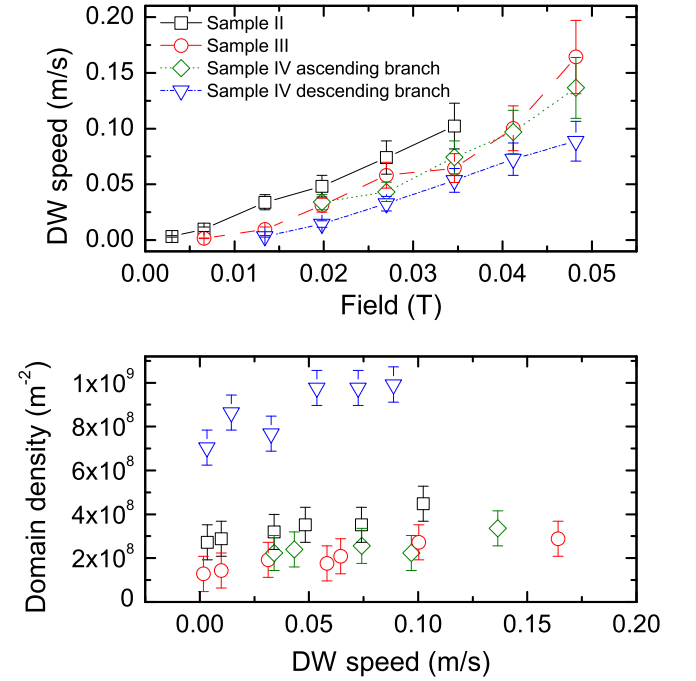 Sample II
Sample III
Sample IV ascending branch
Sample IV descending branch
0.20
0.15
0.10
0.05
0.00
DW speed (m/s)
0.00 0.01 0.02 0.03 0.04 0.05
Field (T)
1x10⁹
8x10⁸
6x10⁸
4x10⁸
2x10⁸
0
Domain density (m⁻²)
0.00 0.05 0.10 0.15 0.20
DW speed (m/s)